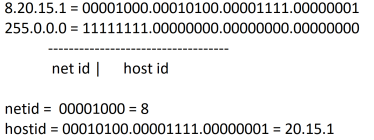 8.20.15.1 = 00001000.00010100.00001111.00000001
255.0.0.0 = 11111111.00000000.00000000.00000000
-----------------------------------
net id | host id
netid = 00001000 = 8
hostid = 00010100.00001111.00000001 = 20.15.1